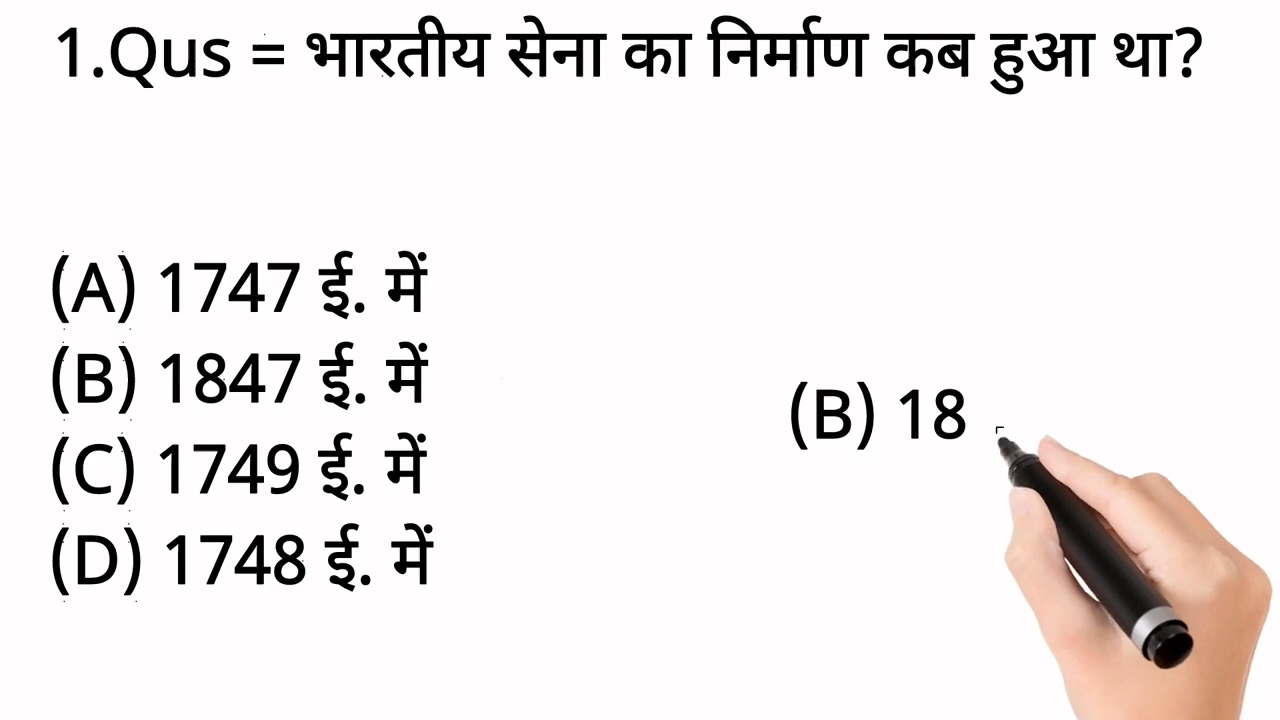 1.Qus = भारतीय सेना का निर्माण कब हुआ था?
(A) 1747 ई. में
(B) 1847 ई. में
(C) 1749 ई. में
(D) 1748 ई. में
(B) 18